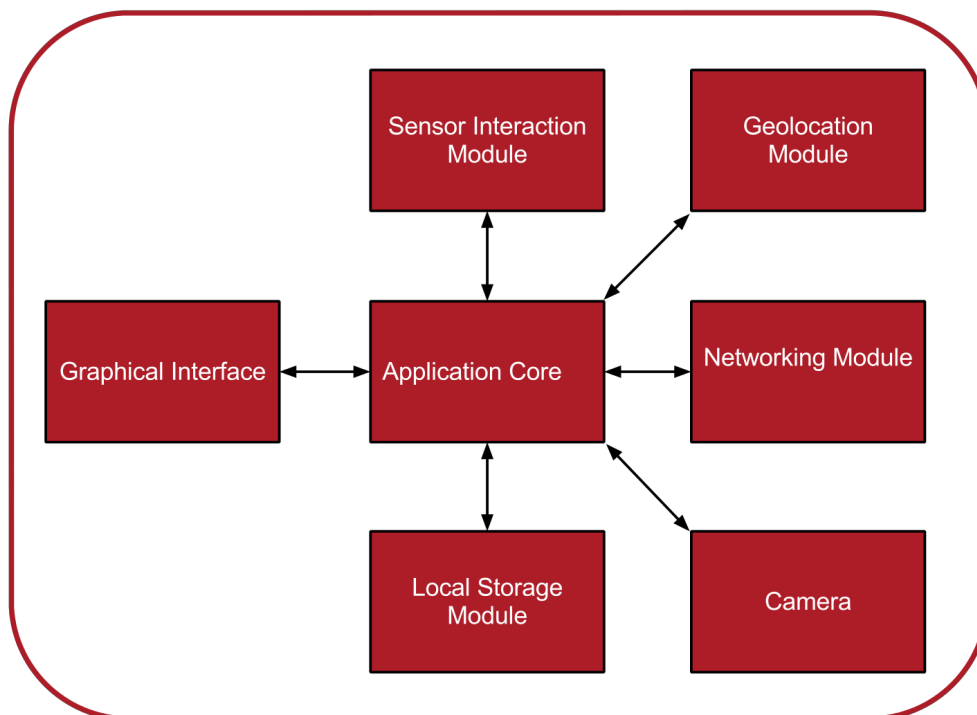 Sensor Interaction
Module
Geolocation
Module
Graphical Interface
Application Core
Networking Module
Local Storage
Module
Camera